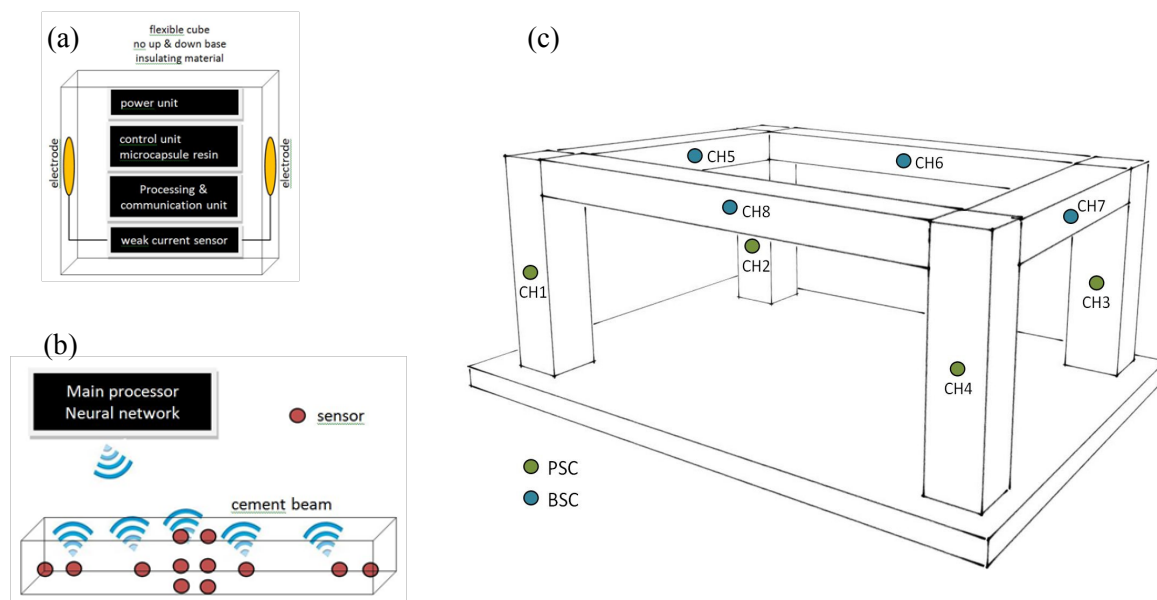 (a)
flexible cube
no up & down base
insulating material
power unit
control unit
microcapsule resin
Processing &
communication unit
weak current sensor
electrode
electrode
(b)
Main processor
Neural network
sensor
cement beam
(c)
CH5
CH6
CH8
CH7
CH2
CH1
CH3
CH4
PSC
BSC